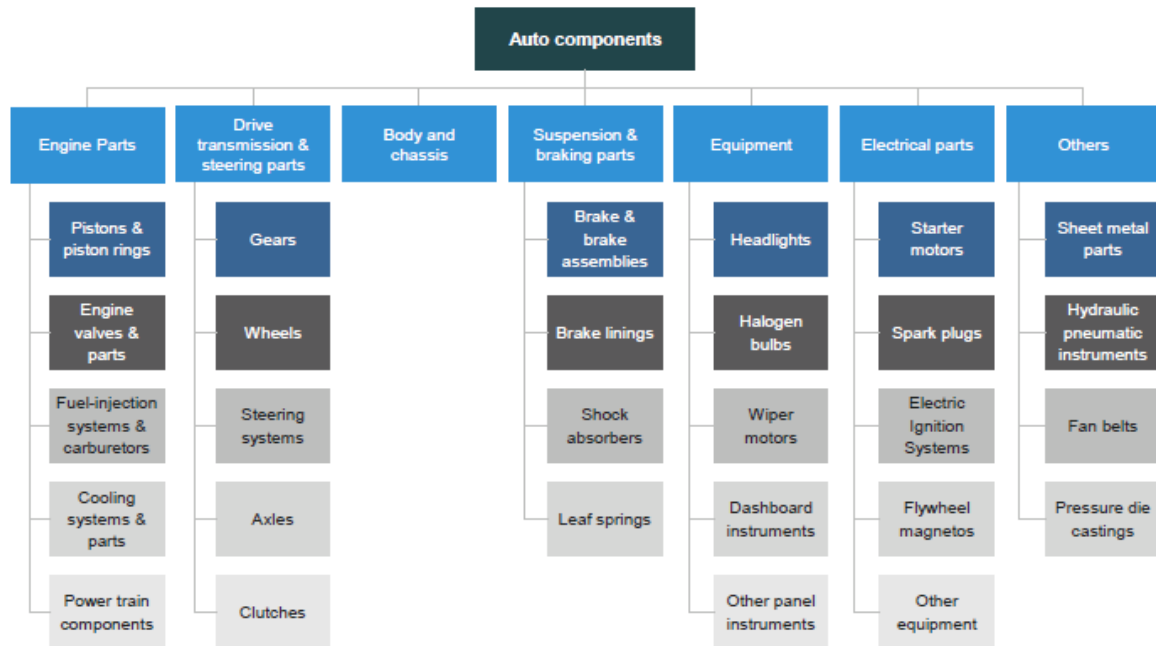 Auto components
Engine Parts
Drive
transmission &
steering parts
Body and
chassis
Suspension &
braking parts
Equipment
Electrical parts
Others
Pistons &
piston rings
Gears
Brake &
brake
assemblies
Headlights
Starter
motors
Sheet metal
parts
Engine
valves &
parts
Wheels
Brake linings
Halogen
bulbs
Spark plugs
Hydraulic
pneumatic
instruments
Fuel-injection
systems &
carburetors
Steering
systems
Shock
absorbers
Wiper
motors
Electric
Ignition
Systems
Fan belts
Cooling
systems &
parts
Axles
Leaf springs
Dashboard
instruments
Flywheel
magnetos
Pressure die
castings
Power train
components
Clutches
Other panel
instruments
Other
equipment